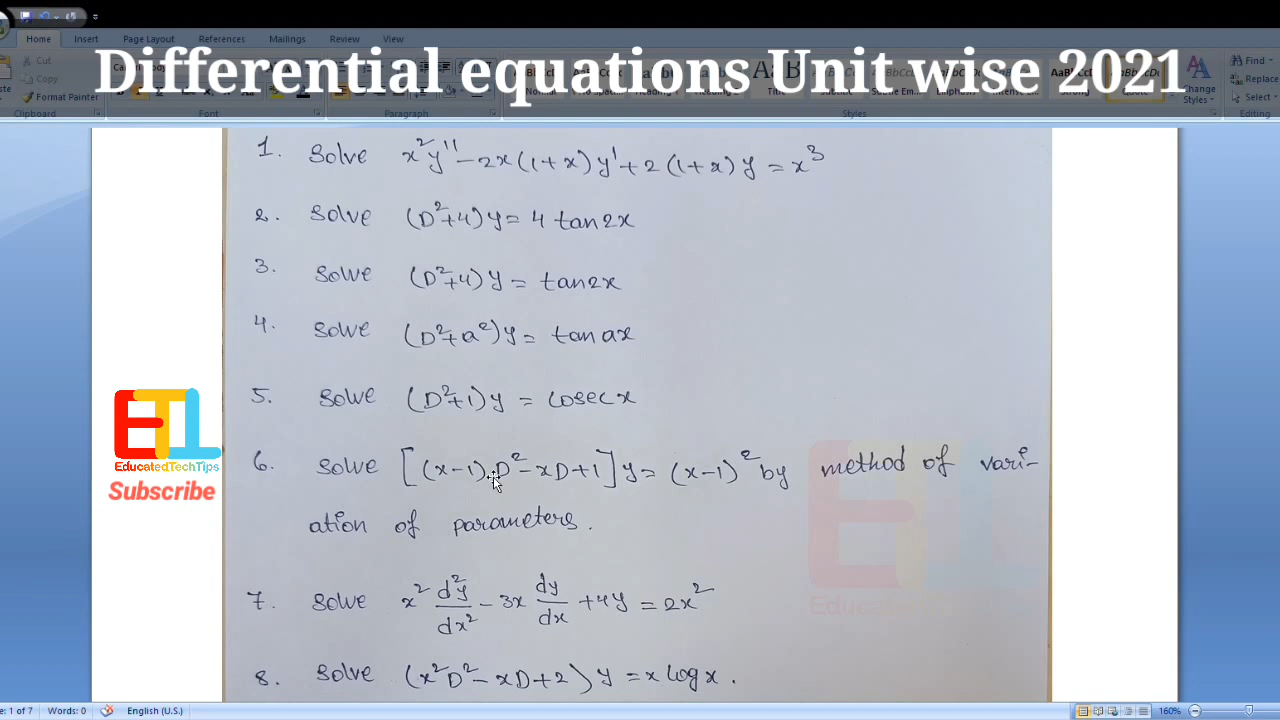 Home Insert Page Layout References Mailings Review View
Differential equations Unit wise 2021
Cut
Copy
Format Painter
Find
Replace
Select
Change
Styles
Clipboard Font Paragraph Styles Editing
1. Solve x²y'' - 2x(1+x)y' + 2(1+x)y = x³
2. Solve (D²+4)y = 4 tan2x
3. Solve (D²+4)y = tan2x
4. Solve (D²+a²)y = tan ax
5. Solve (D²+1)y = cosec x
6. Solve [(x-1)D² - xD + 1]y = (x-1)² by method of vari-
ation of parameters.
7. Solve x² d²y/dx² - 3x dy/dx + 4y = 2x²
8. Solve (x²D² - xD + 2)y = x log x.
ETL
EducatedTechTips
Subscribe
e: 1 of 7 Words: 0 English (U.S.) 160%